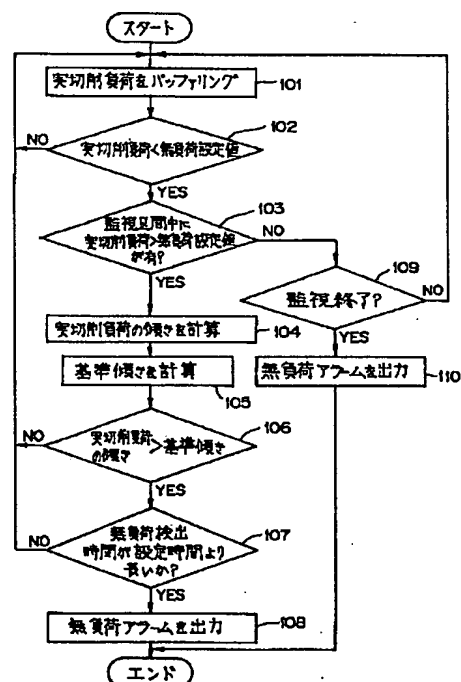 スタート
実切削負荷をバッファリング
101
102
実切削負荷<無負荷設定値
NO
YES
103
監視区間中に
実切削負荷>無負荷設定値
が有?
NO
YES
109
監視終了?
NO
YES
実切削負荷の傾きを計算
104
基準傾きを計算
105
無負荷アラームを出力
110
106
実切削負荷
の傾き
>基準傾き
NO
YES
107
無負荷検出
時間が設定時間より
長いか?
NO
YES
無負荷アラームを出力
108
エンド